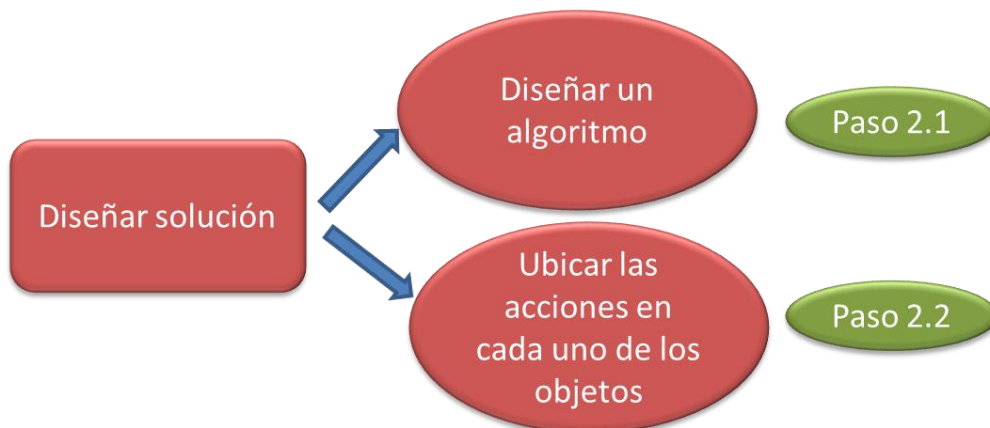 Diseñar solución
Diseñar un
algoritmo
Paso 2.1
Ubicar las
acciones en
cada uno de los
objetos
Paso 2.2